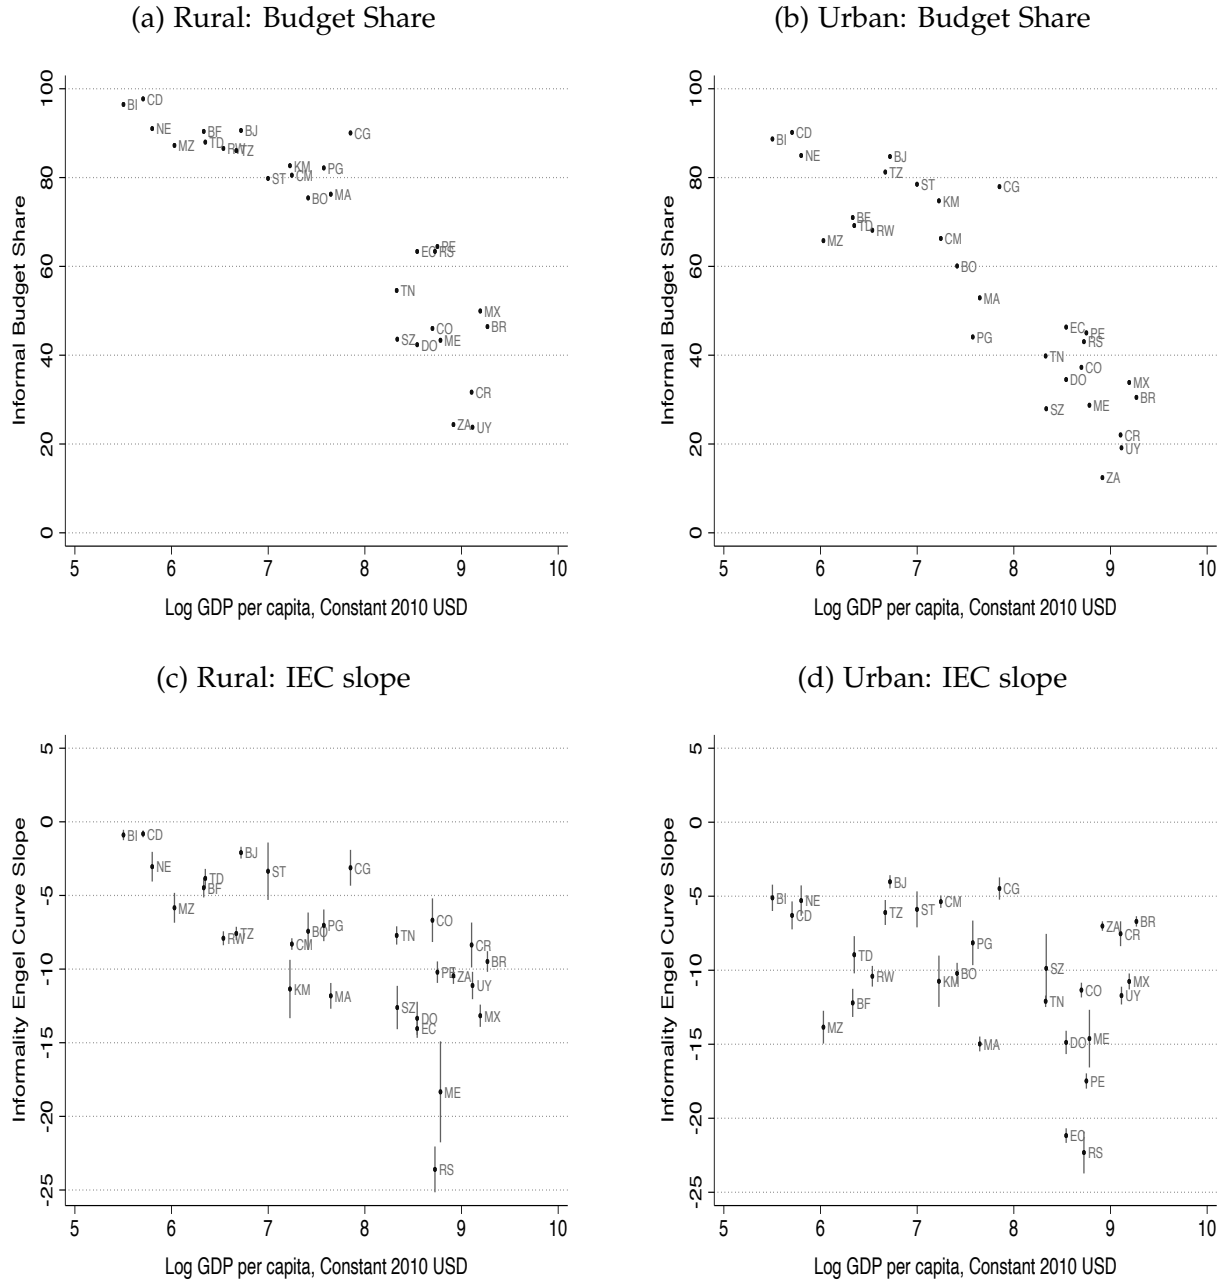 (a) Rural: Budget Share
Informal Budget Share
100
80
60
40
20
0
BI
CD
NE
MZ
BF
TD
RW
BJ
TZ
ST
KM
CM
PG
BO
MA
CG
EC
PE
RS
TN
SZ
CO
DO
ME
MX
BR
CR
ZA
UY
5 6 7 8 9 10
Log GDP per capita, Constant 2010 USD
(b) Urban: Budget Share
Informal Budget Share
100
80
60
40
20
0
BI
CD
NE
MZ
BF
TD
RW
BJ
TZ
ST
KM
CM
CG
BO
MA
PG
EC
PE
RS
TN
CO
DO
SZ
ME
MX
BR
CR
UY
ZA
5 6 7 8 9 10
Log GDP per capita, Constant 2010 USD
(c) Rural: IEC slope
Informality Engel Curve Slope
5
0
-5
-10
-15
-20
-25
BI
CD
NE
MZ
TD
BF
BJ
RW
TZ
ST
CM
BO
PG
KM
MA
CG
TN
CO
CR
BR
PE
ZA
UY
SZ
DO
EC
MX
ME
RS
5 6 7 8 9 10
Log GDP per capita, Constant 2010 USD
(d) Urban: IEC slope
Informality Engel Curve Slope
5
0
-5
-10
-15
-20
-25
BI
NE
CD
BJ
TZ
ST
CM
CG
TD
RW
BF
MZ
PG
BO
KM
MA
SZ
TN
CO
ZA
BR
CR
MX
UY
DO
ME
PE
EC
RS
5 6 7 8 9 10
Log GDP per capita, Constant 2010 USD